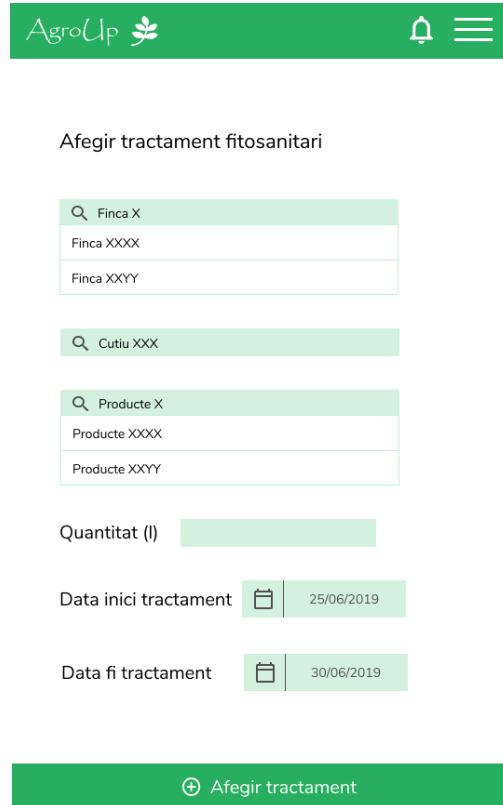 AgroUp
Afegir tractament fitosanitari
Finca X
Finca XXXX
Finca XXYY
Cutiu XXX
Producte X
Producte XXXX
Producte XXYY
Quantitat (l)
Data inici tractament 25/06/2019
Data fi tractament 30/06/2019
Afegir tractament